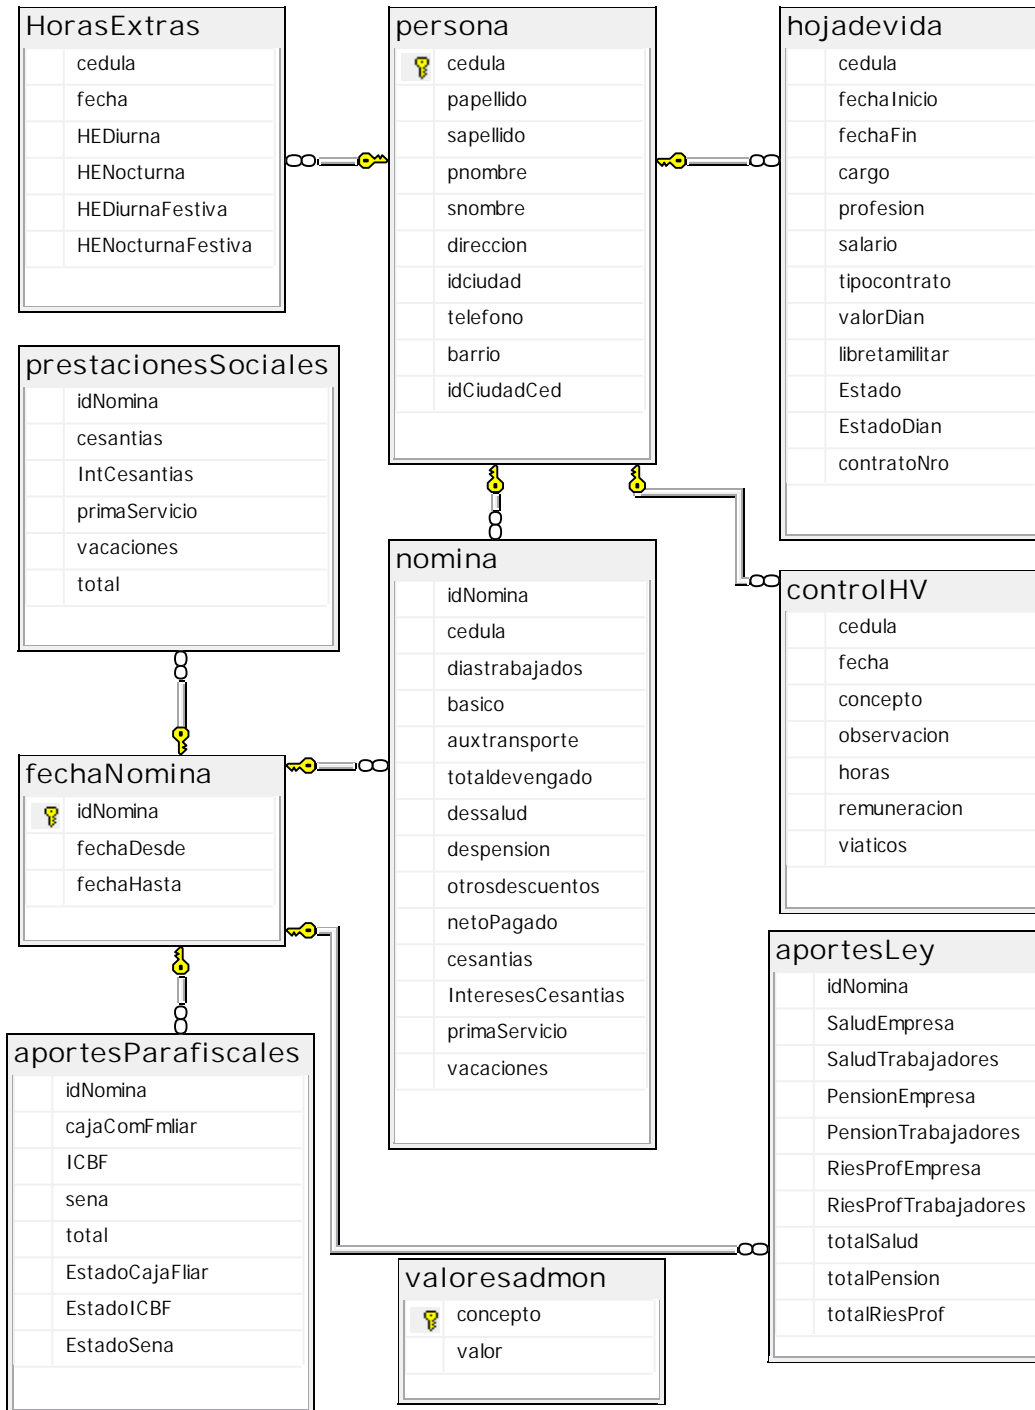 HorasExtras
cedula
fecha
HEDiurna
HENocturna
HEDiurnaFestiva
HENocturnaFestiva
persona
cedula
papellido
sapellido
pnombre
snombre
direccion
idciudad
telefono
barrio
idCiudadCed
hojadevida
cedula
fechaInicio
fechaFin
cargo
profesion
salario
tipocontrato
valorDian
libretamilitar
Estado
EstadoDian
contratoNro
prestacionesSociales
idNomina
cesantias
IntCesantias
primaServicio
vacaciones
total
nomina
idNomina
cedula
diastrabajados
basico
auxtransporte
totaldevengado
dessalud
despension
otrosdescuentos
netoPagado
cesantias
InteresesCesantias
primaServicio
vacaciones
controlHV
cedula
fecha
concepto
observacion
horas
remuneracion
viaticos
fechaNomina
idNomina
fechaDesde
fechaHasta
aportesLey
idNomina
SaludEmpresa
SaludTrabajadores
PensionEmpresa
PensionTrabajadores
RiesProfEmpresa
RiesProfTrabajadores
totalSalud
totalPension
totalRiesProf
aportesParafiscales
idNomina
cajaComFmliar
ICBF
sena
total
EstadoCajaFliar
EstadoICBF
EstadoSena
valoresadmon
concepto
valor